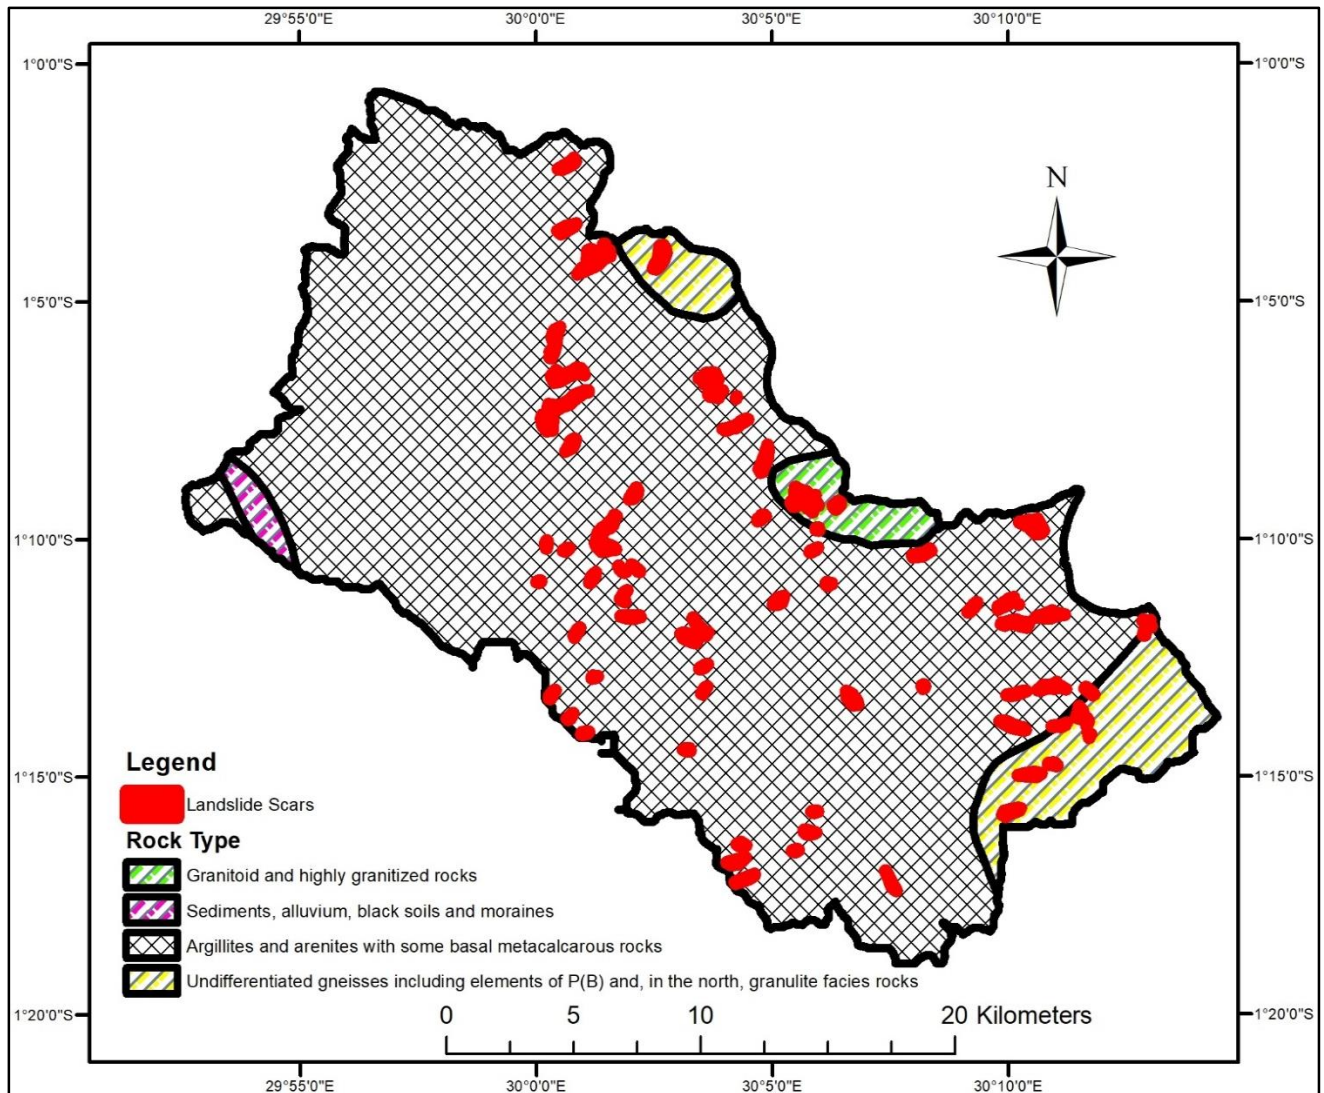 29°55'0"E 30°0'0"E 30°5'0"E 30°10'0"E
1°0'0"S 1°0'0"S
N
1°5'0"S 1°5'0"S
1°10'0"S 1°10'0"S
Legend
1°15'0"S 1°15'0"S
Landslide Scars
Rock Type
Granitoid and highly granitized rocks
Sediments, alluvium, black soils and moraines
Argillites and arenites with some basal metacalcarous rocks
Undifferentiated gneisses including elements of P(B) and, in the north, granulite facies rocks
0 5 10 20 Kilometers
1°20'0"S 1°20'0"S
29°55'0"E 30°0'0"E 30°5'0"E 30°10'0"E